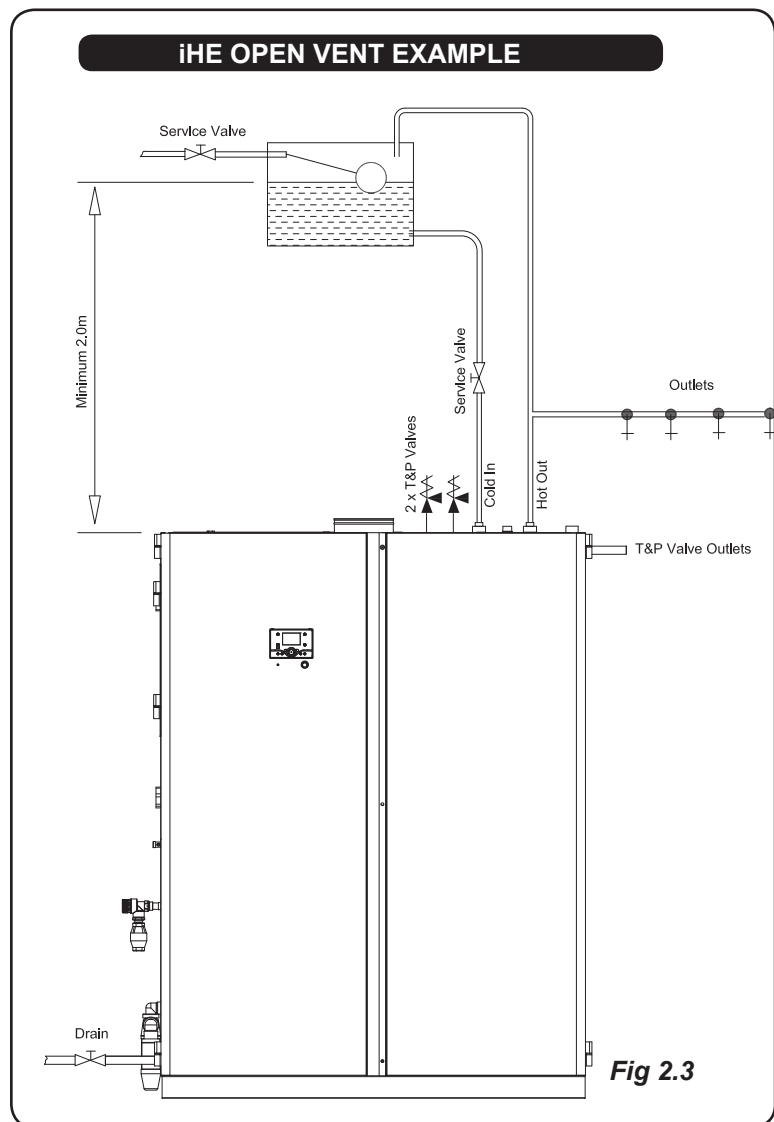 iHE OPEN VENT EXAMPLE
Service Valve
Minimum 2.0m
Service Valve
Outlets
2 x T&P Valves
Cold In
Hot Out
T&P Valve Outlets
Drain
Fig 2.3